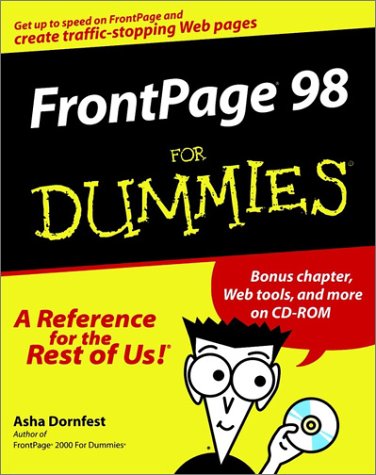 Get up to speed on FrontPage and
create traffic-stopping Web pages
FrontPage® 98
FOR
DUMMIES®
Bonus chapter,
Web tools, and more
on CD-ROM
A Reference
for the
Rest of Us!®
Asha Dornfest
Author of
FrontPage® 2000 For Dummies®